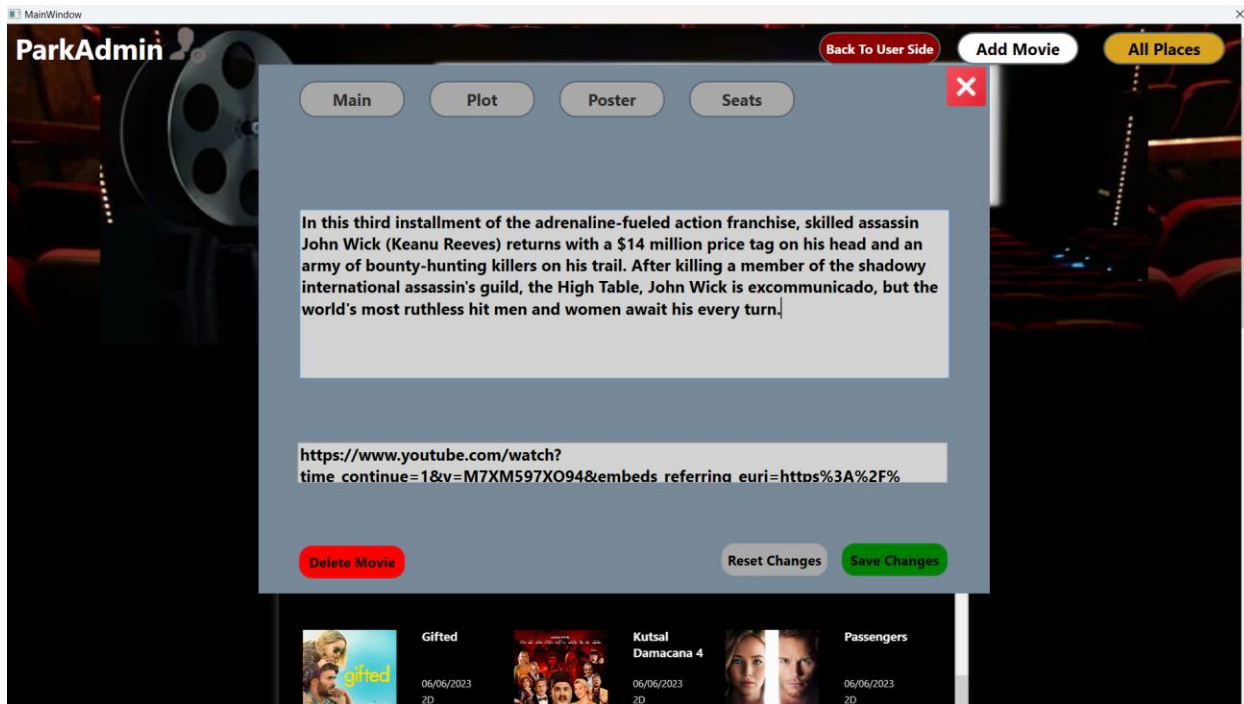 MainWindow
ParkAdmin
Back To User Side
Add Movie
All Places
Main
Plot
Poster
Seats
In this third installment of the adrenaline-fueled action franchise, skilled assassin
John Wick (Keanu Reeves) returns with a $14 million price tag on his head and an
army of bounty-hunting killers on his trail. After killing a member of the shadowy
international assassin's guild, the High Table, John Wick is excommunicado, but the
world's most ruthless hit men and women await his every turn.
https://www.youtube.com/watch?
time_continue=1&v=M7XM597XO94&embeds_referring_euri=https%3A%2F%
Delete Movie
Reset Changes
Save Changes
Gifted
06/06/2023
2D
gifted
Kutsal
Damacana 4
06/06/2023
2D
Passengers
06/06/2023
2D